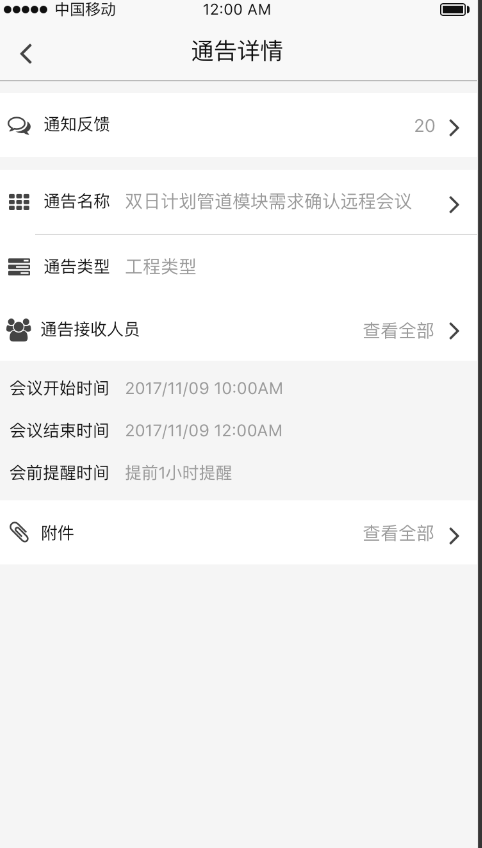 中国移动 12:00 AM
通告详情
通知反馈 20
通告名称 双日计划管道模块需求确认远程会议
通告类型 工程类型
通告接收人员 查看全部
会议开始时间 2017/11/09 10:00AM
会议结束时间 2017/11/09 12:00AM
会前提醒时间 提前1小时提醒
附件 查看全部